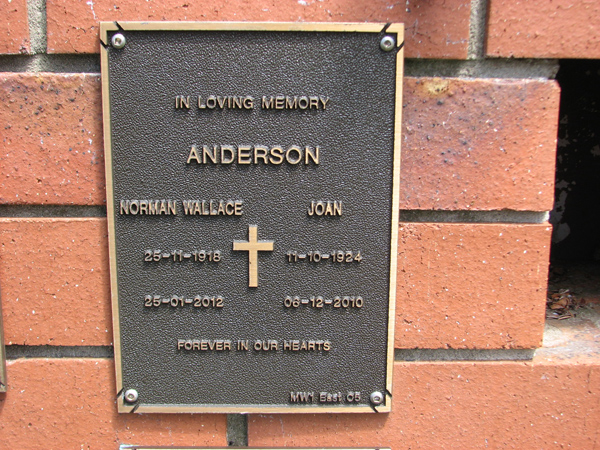 IN LOVING MEMORY
ANDERSON
NORMAN WALLACE JOAN
25-11-1918 11-10-1924
25-01-2012 06-12-2010
FOREVER IN OUR HEARTS
MW1 East 05